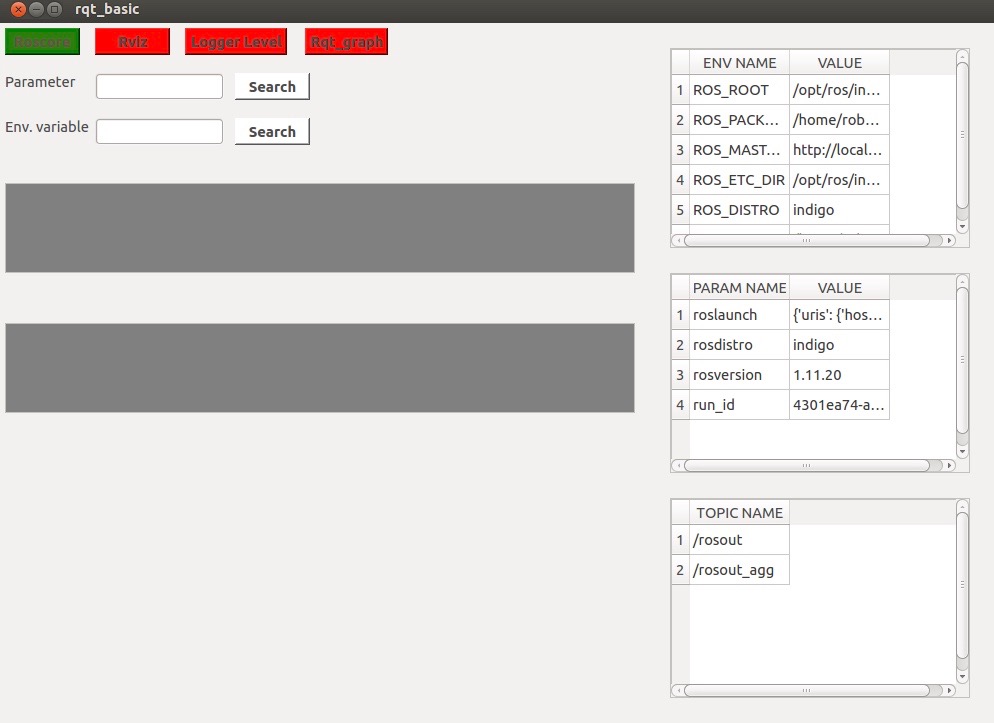 rqt_basic
Roscore Rviz Logger Level Rqt_graph
Parameter Search
Env. variable Search
ENV NAME VALUE
1 ROS_ROOT /opt/ros/in...
2 ROS_PACK... /home/rob...
3 ROS_MAST... http://local...
4 ROS_ETC_DIR /opt/ros/in...
5 ROS_DISTRO indigo
PARAM NAME VALUE
1 roslaunch {'uris': {'hos...
2 rosdistro indigo
3 rosversion 1.11.20
4 run_id 4301ea74-a...
TOPIC NAME
1 /rosout
2 /rosout_agg